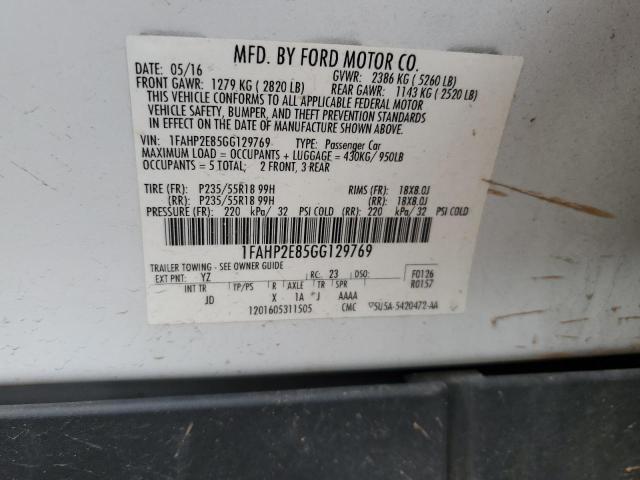 MFD. BY FORD MOTOR CO.
DATE: 05/16 GVWR: 2386 KG (5260 LB)
FRONT GAWR: 1279 KG (2820 LB) REAR GAWR: 1143 KG (2520 LB)
THIS VEHICLE CONFORMS TO ALL APPLICABLE FEDERAL MOTOR
VEHICLE SAFETY, BUMPER, AND THEFT PREVENTION STANDARDS
IN EFFECT ON THE DATE OF MANUFACTURE SHOWN ABOVE.
VIN: 1FAHP2E85GG129769 TYPE: Passenger Car
MAXIMUM LOAD = OCCUPANTS + LUGGAGE = 430KG/ 950LB
OCCUPANTS = 5 TOTAL; 2 FRONT, 3 REAR
TIRE (FR): P235/55R18 99H RIMS (FR): 18X8.0J
(RR): P235/55R18 99H (RR): 18X8.0J
PRESSURE (FR): 220 kPa/ 32 PSI COLD (RR): 220 kPa/ 32 PSI COLD
1FAHP2E85GG129769
TRAILER TOWING - SEE OWNER GUIDE
EXT PNT: YZ RC: 23 DSO: F0126
INT TR TP/PS R AXLE TR SPR R0157
JD X 1A J AAAA
1201605311505 CMC 5U5A-5420472-AA